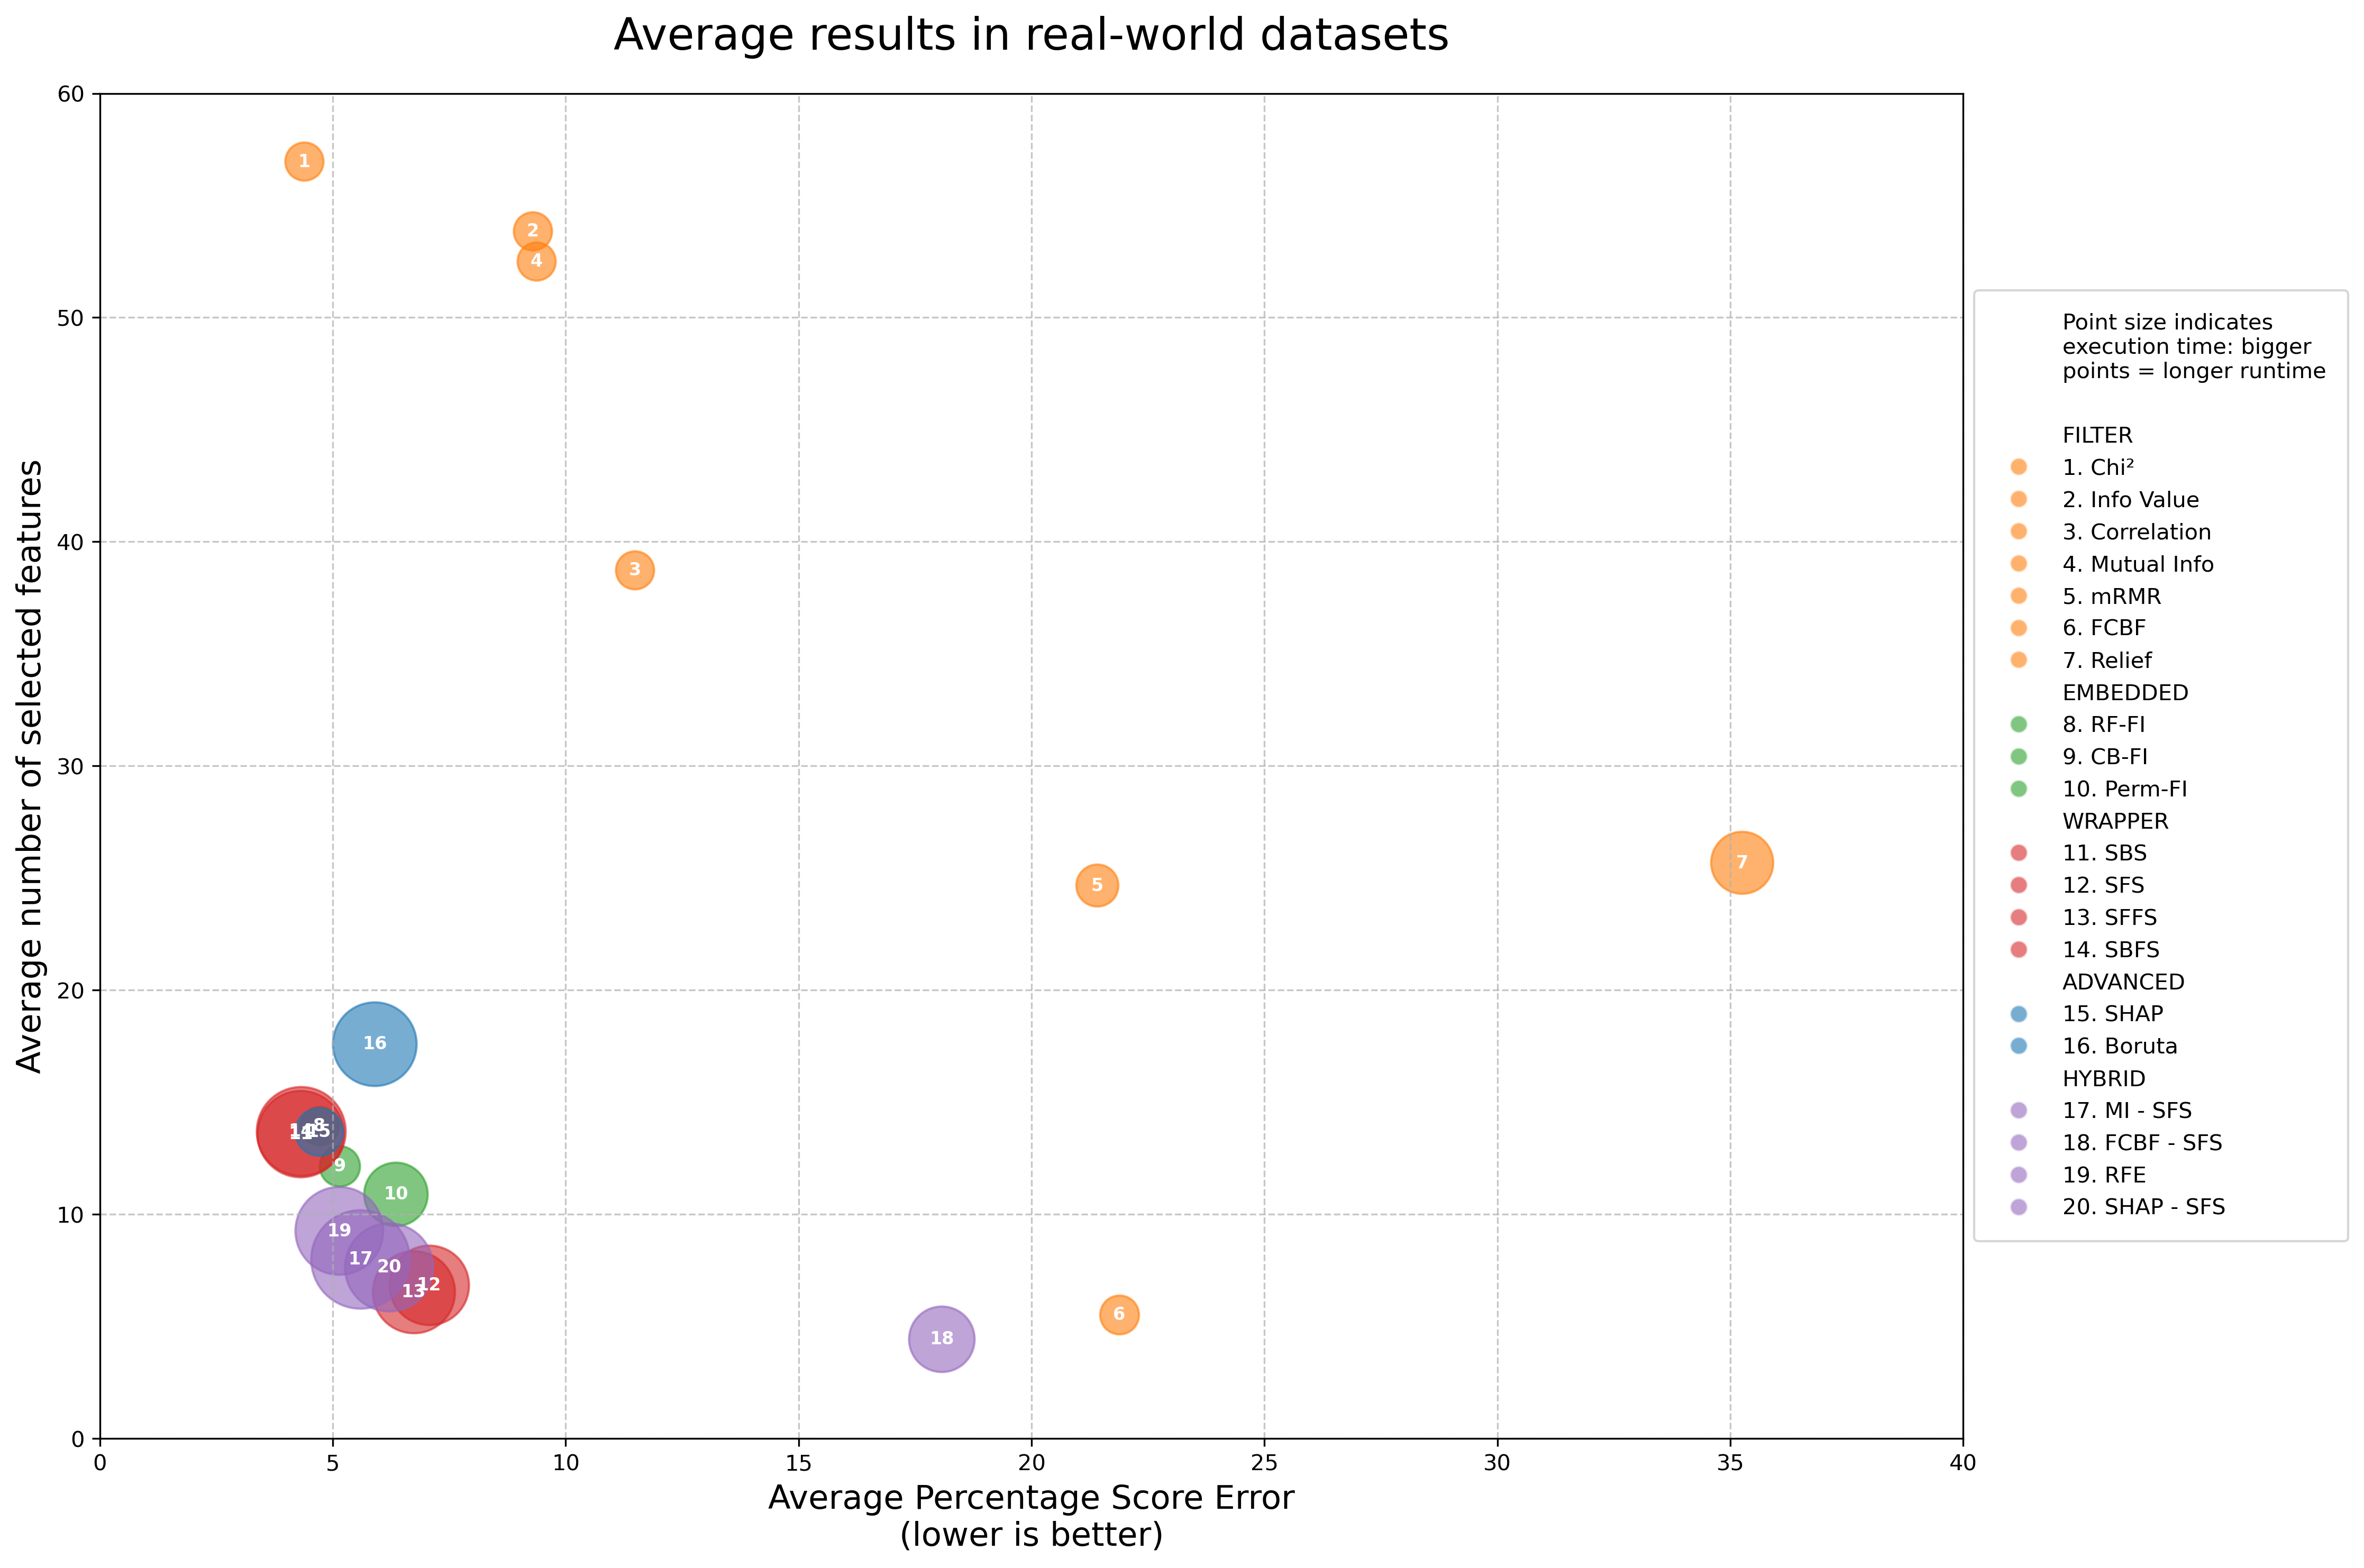 Average results in real-world datasets
60
50
40
30
20
10
0
0
5
10
15
20
25
30
35
40
Average number of selected features
Average Percentage Score Error
(lower is better)
1
2
4
3
7
5
16
8
14
11
15
9
10
19
17
20
12
13
6
18
Point size indicates
execution time: bigger
points = longer runtime
FILTER
1. Chi²
2. Info Value
3. Correlation
4. Mutual Info
5. mRMR
6. FCBF
7. Relief
EMBEDDED
8. RF-FI
9. CB-FI
10. Perm-FI
WRAPPER
11. SBS
12. SFS
13. SFFS
14. SBFS
ADVANCED
15. SHAP
16. Boruta
HYBRID
17. MI - SFS
18. FCBF - SFS
19. RFE
20. SHAP - SFS